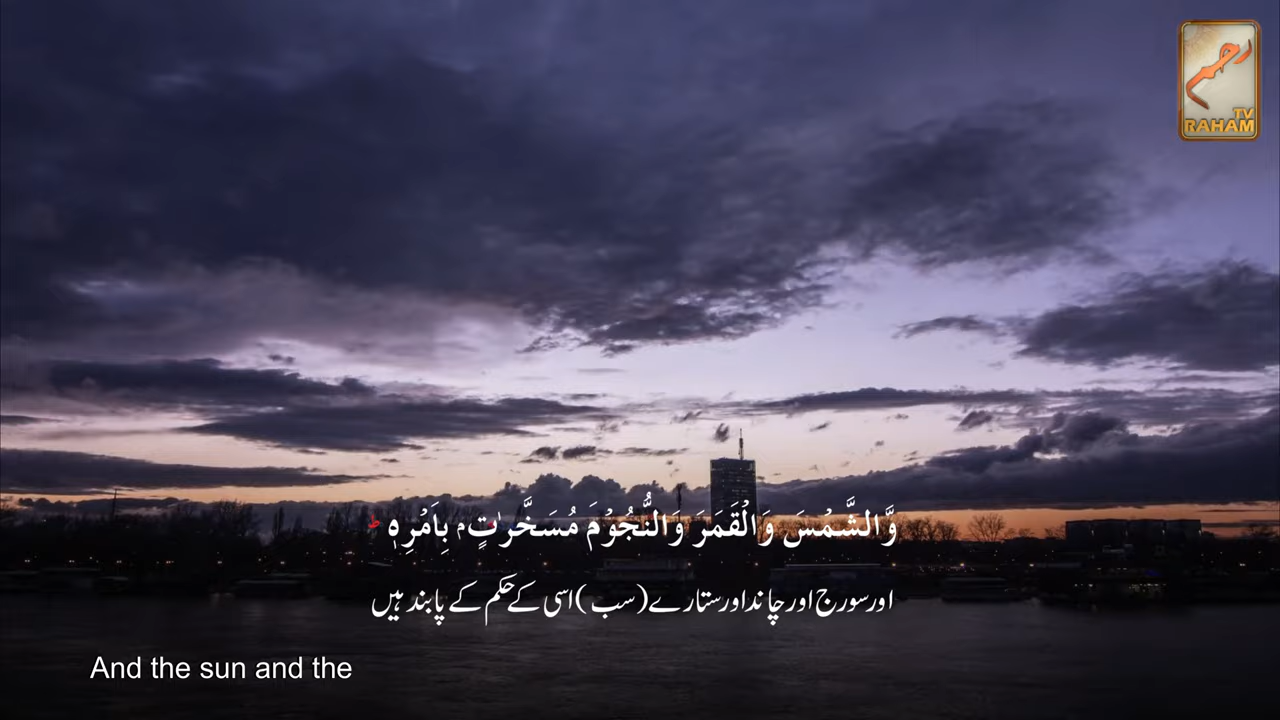 رحم
TV
RAHAM
وَّالشَّمْسَ وَالْقَمَرَ وَالنُّجُوْمَ مُسَخَّرٰتٍۭ بِاَمْرِهٖ ؕ
اور سورج اور چاند اور ستارے (سب) اسی کے حکم کے پابند ہیں
And the sun and the